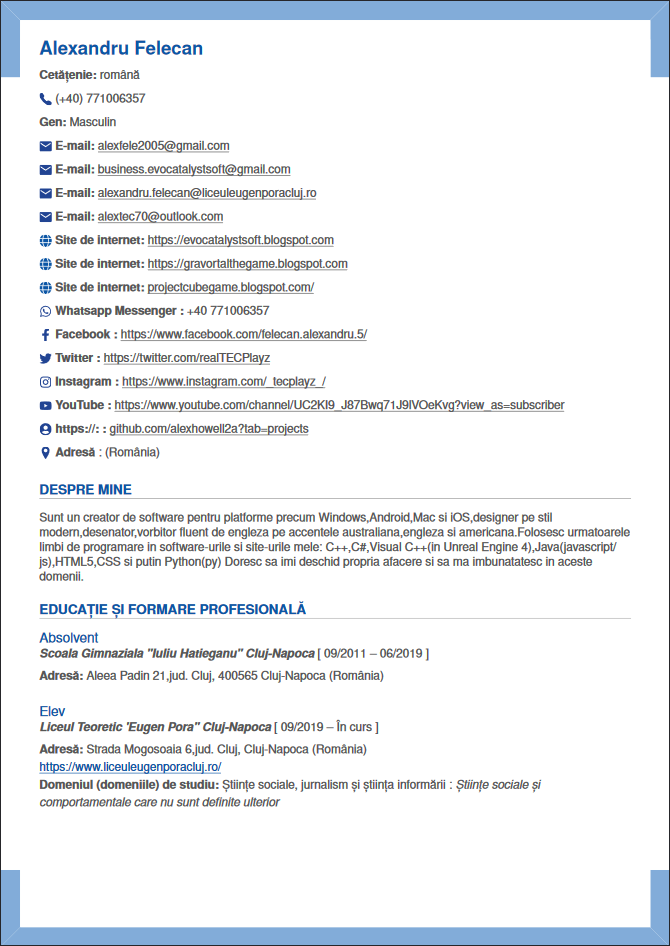 Alexandru Felecan
Cetățenie: română
(+40) 771006357
Gen: Masculin
E-mail: alexfele2005@gmail.com
E-mail: business.evocatalystsoft@gmail.com
E-mail: alexandru.felecan@liceuleugenporacluj.ro
E-mail: alextec70@outlook.com
Site de internet: https://evocatalystsoft.blogspot.com
Site de internet: https://gravortalthegame.blogspot.com
Site de internet: projectcubegame.blogspot.com/
Whatsapp Messenger : +40 771006357
Facebook : https://www.facebook.com/felecan.alexandru.5/
Twitter : https://twitter.com/realTECPlayz
Instagram : https://www.instagram.com/_tecplayz_/
YouTube : https://www.youtube.com/channel/UC2KI9_J87Bwq71J9lVOeKvg?view_as=subscriber
https://: : github.com/alexhowell2a?tab=projects
Adresă : (România)
DESPRE MINE
Sunt un creator de software pentru platforme precum Windows,Android,Mac si iOS,designer pe stil
modern,desenator,vorbitor fluent de engleza pe accentele australiana,engleza si americana.Folosesc urmatoarele
limbi de programare in software-urile si site-urile mele: C++,C#,Visual C++(in Unreal Engine 4),Java(javascript/
js),HTML5,CSS si putin Python(py) Doresc sa imi deschid propria afacere si sa ma imbunatatesc in aceste
domenii.
EDUCAȚIE ȘI FORMARE PROFESIONALĂ
Absolvent
Scoala Gimnaziala "Iuliu Hatieganu" Cluj-Napoca [ 09/2011 – 06/2019 ]
Adresă: Aleea Padin 21,jud. Cluj, 400565 Cluj-Napoca (România)
Elev
Liceul Teoretic 'Eugen Pora" Cluj-Napoca [ 09/2019 – În curs ]
Adresă: Strada Mogosoaia 6,jud. Cluj, Cluj-Napoca (România)
https://www.liceuleugenporacluj.ro/
Domeniul (domeniile) de studiu: Științe sociale, jurnalism și știința informării : Științe sociale și
comportamentale care nu sunt definite ulterior